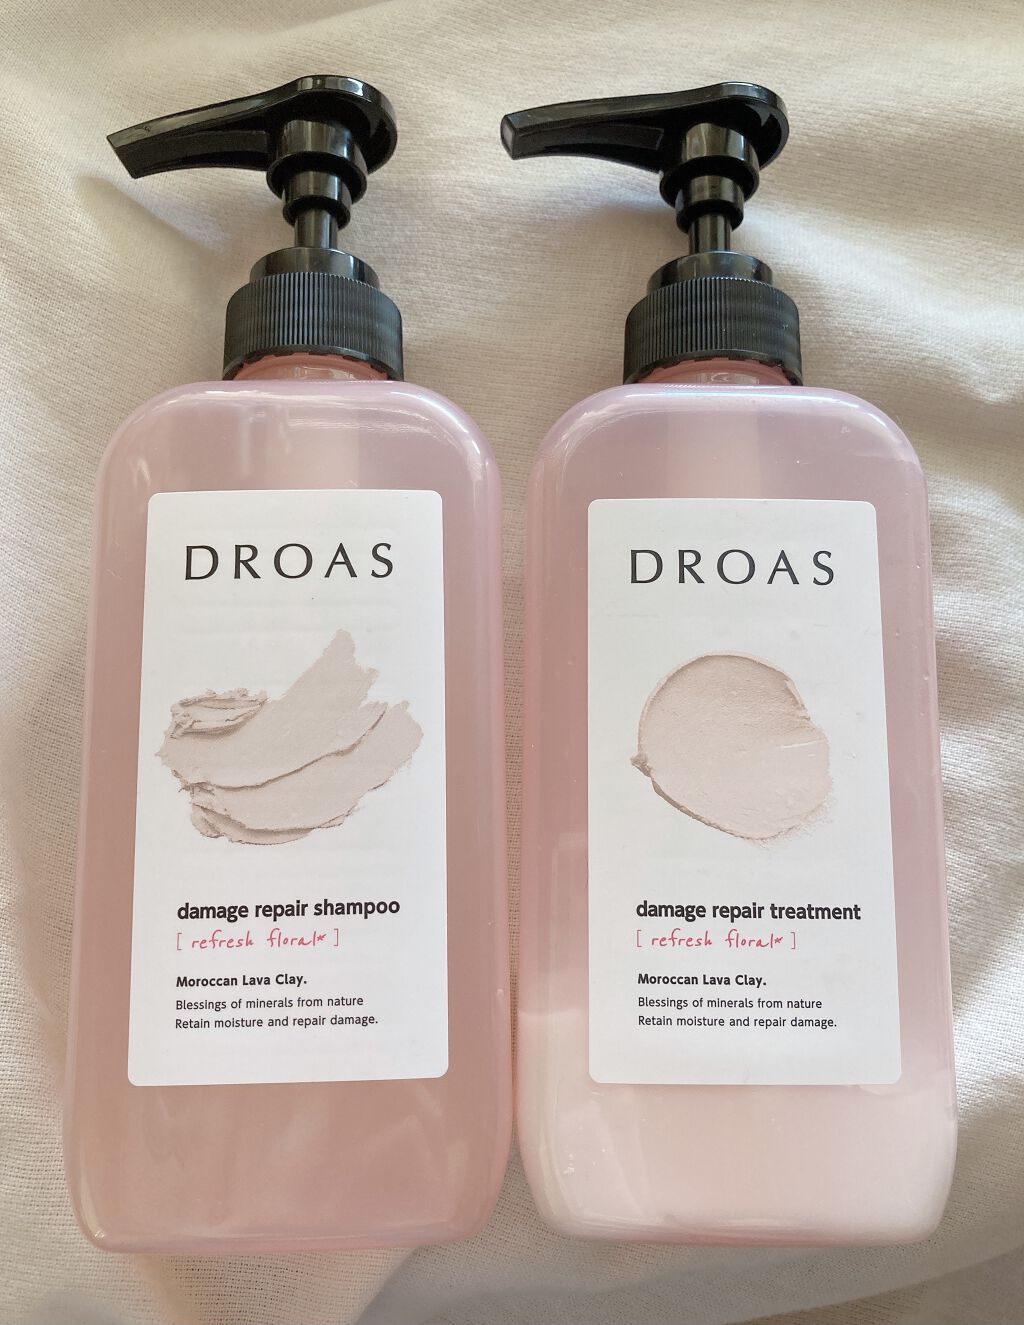 DROAS
damage repair shampoo
[ refresh floral* ]
Moroccan Lava Clay.
Blessings of minerals from nature
Retain moisture and repair damage.
DROAS
damage repair treatment
[ refresh floral* ]
Moroccan Lava Clay.
Blessings of minerals from nature
Retain moisture and repair damage.